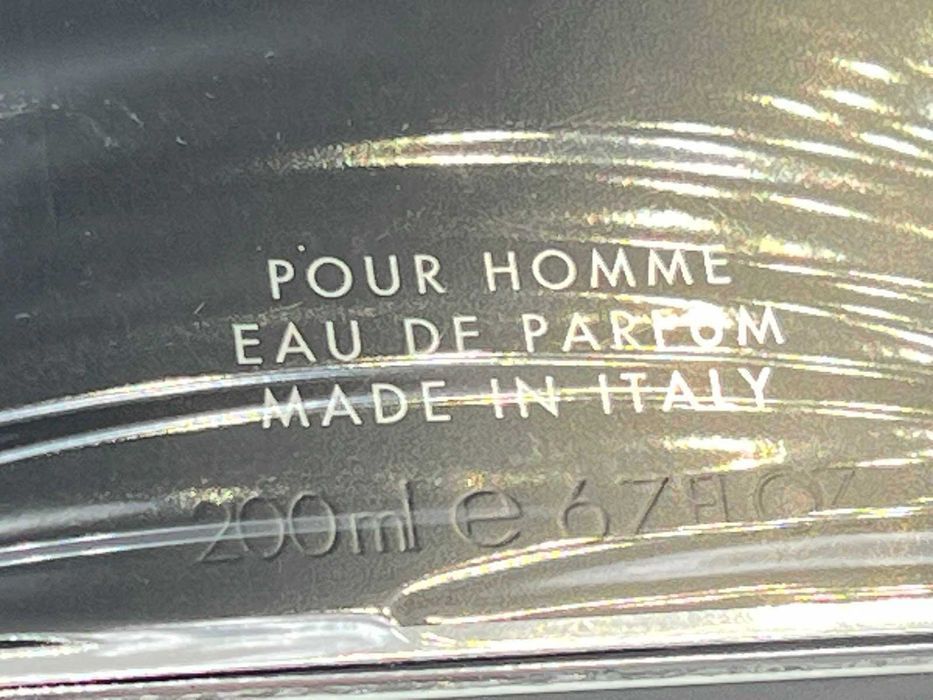 POUR HOMME
EAU DE PARFUM
MADE IN ITALY
200ml e 6.7 Fl OZ